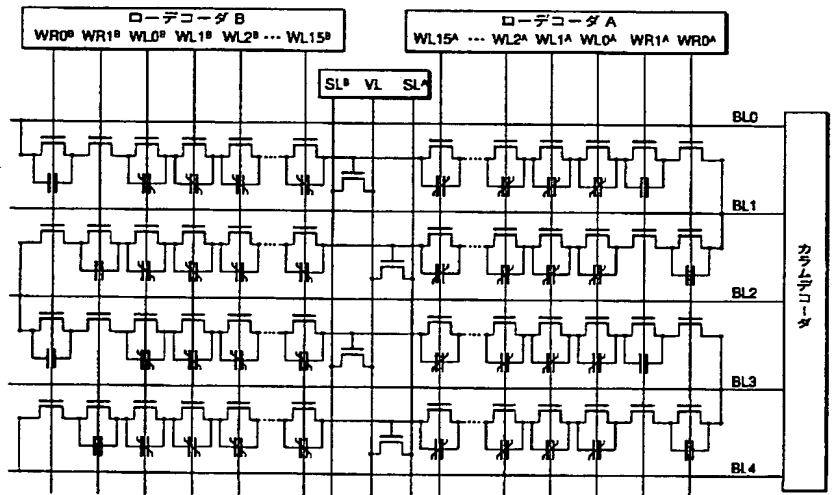 ローデコーダ B
WR0ᴮ WR1ᴮ WL0ᴮ WL1ᴮ WL2ᴮ ··· WL15ᴮ
ローデコーダ A
WL15ᴬ ··· WL2ᴬ WL1ᴬ WL0ᴬ WR1ᴬ WR0ᴬ
SLᴮ VL SLᴬ
BL0
BL1
BL2
BL3
BL4
カラムデコーダ